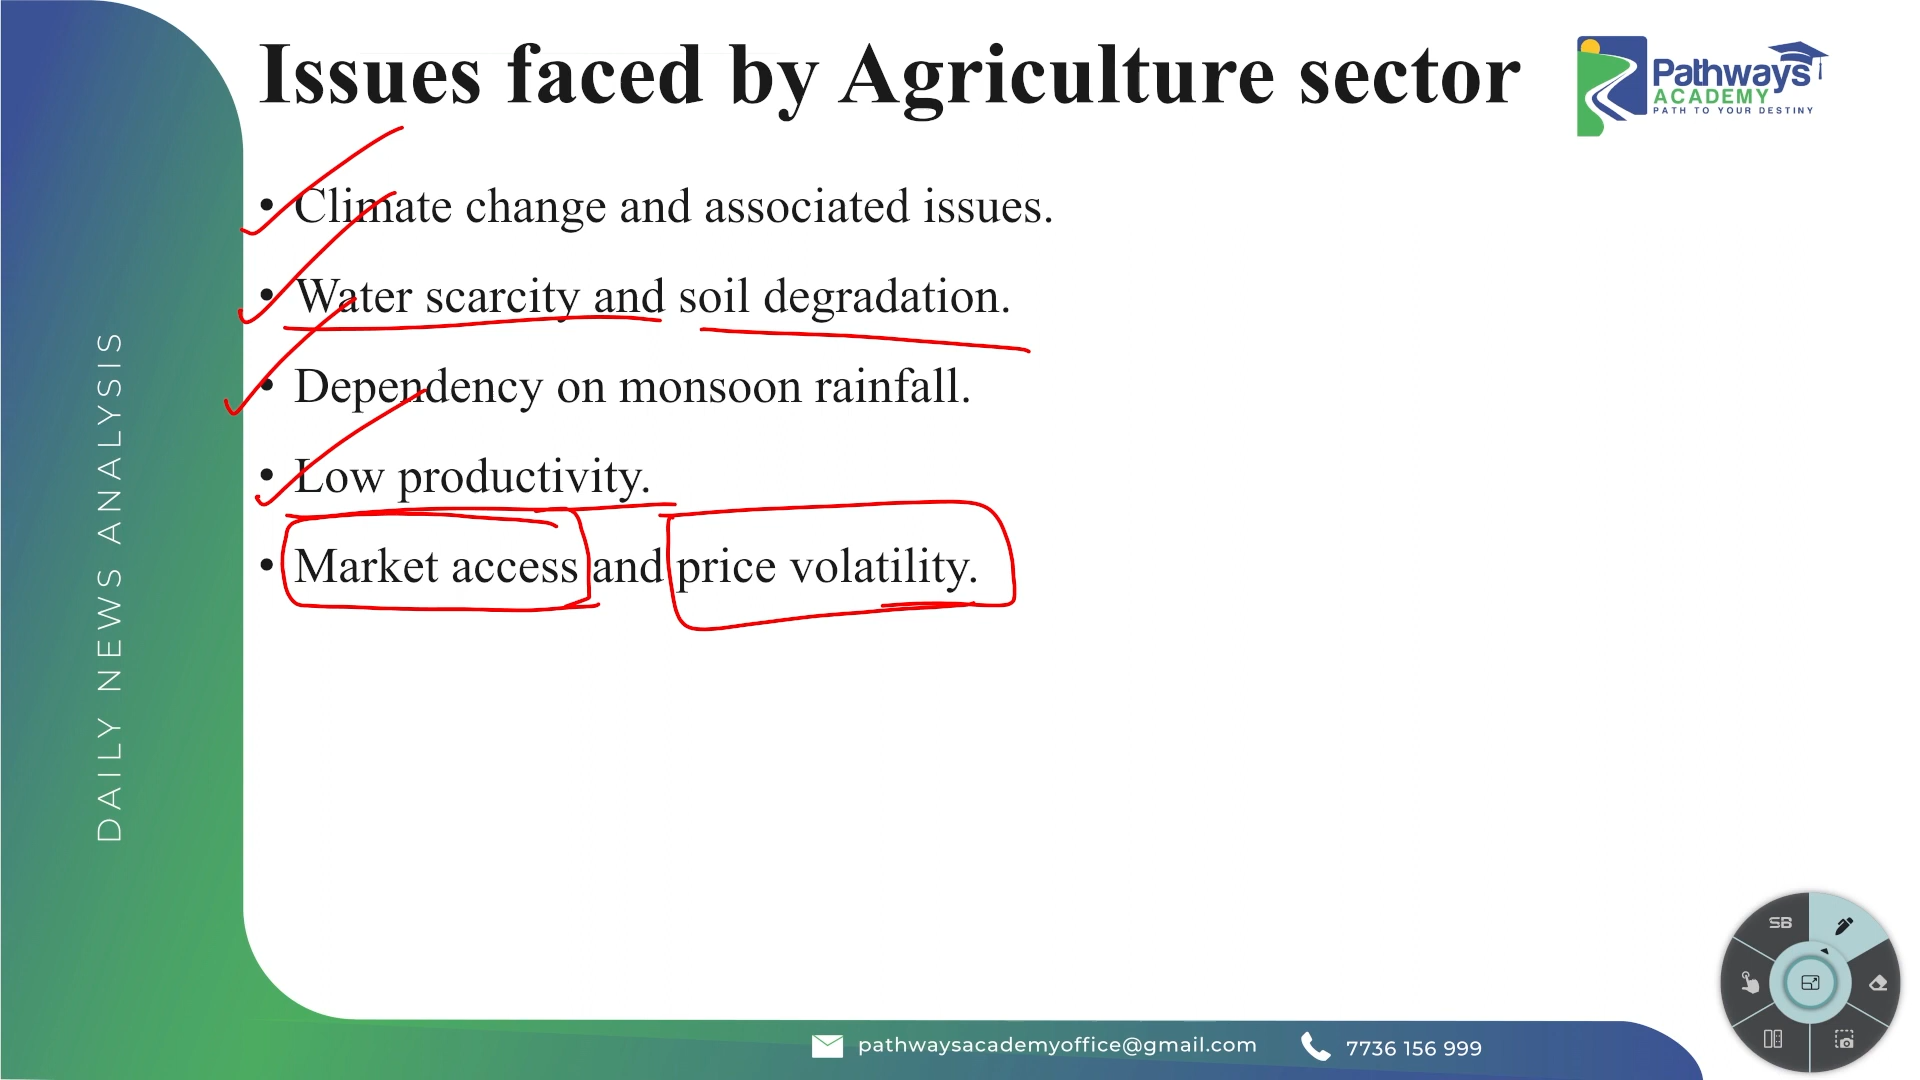 Issues faced by Agriculture sector
Pathways
ACADEMY
PATH TO YOUR DESTINY
• Climate change and associated issues.
• Water scarcity and soil degradation.
• Dependency on monsoon rainfall.
• Low productivity.
• Market access and price volatility.
DAILY NEWS ANALYSIS
SB
pathwaysacademyoffice@gmail.com
7736 156 999